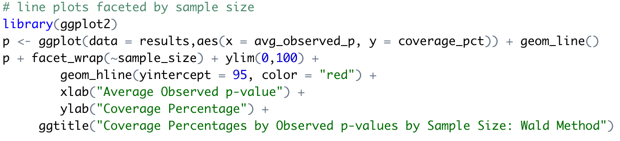 # line plots faceted by sample size
library(ggplot2)
p <- ggplot(data = results,aes(x = avg_observed_p, y = coverage_pct)) + geom_line()
p + facet_wrap(~sample_size) + ylim(0,100) +
geom_hline(yintercept = 95, color = "red") +
xlab("Average Observed p-value") +
ylab("Coverage Percentage") +
ggtitle("Coverage Percentages by Observed p-values by Sample Size: Wald Method")